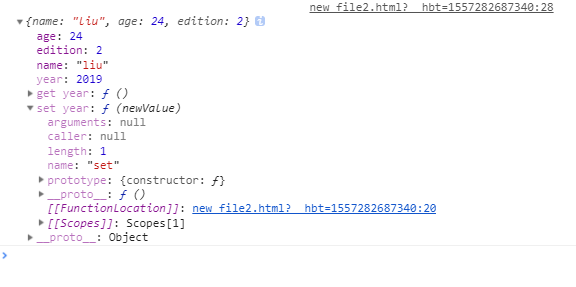 new file2.html? hbt=1557282687340:28
{name: "liu", age: 24, edition: 2} i
age: 24
edition: 2
name: "liu"
year: 2019
get year: ƒ ()
set year: ƒ (newValue)
arguments: null
caller: null
length: 1
name: "set"
prototype: {constructor: ƒ}
__proto__: ƒ ()
[[FunctionLocation]]: new file2.html? hbt=1557282687340:20
[[Scopes]]: Scopes[1]
__proto__: Object